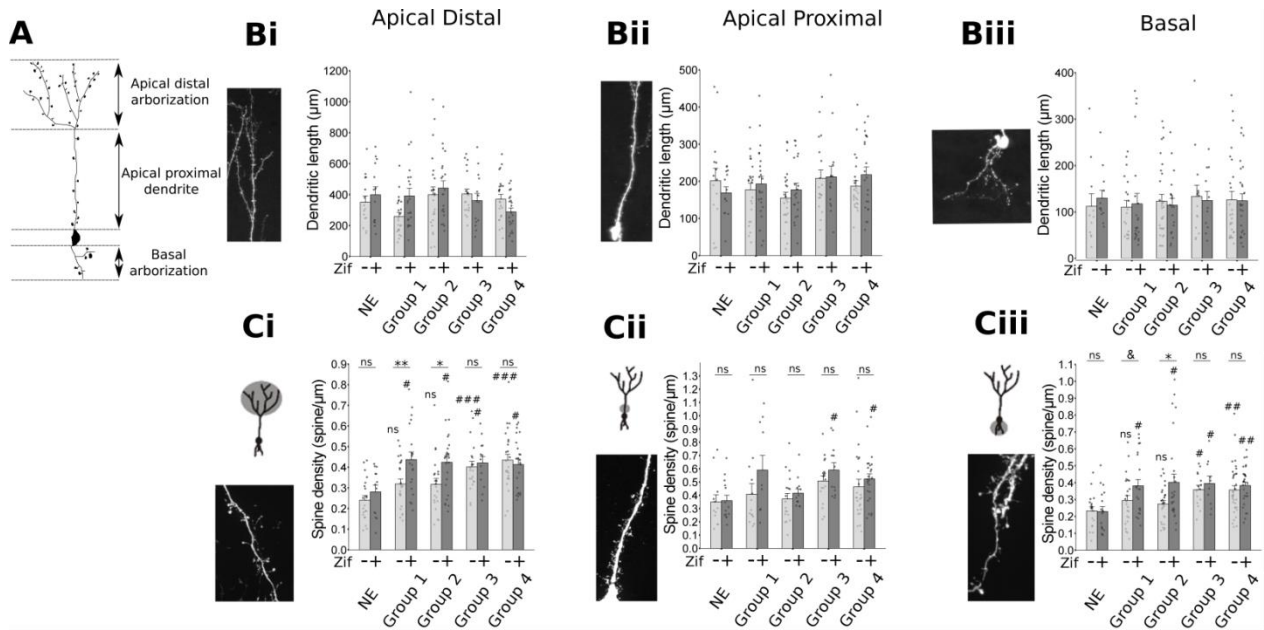 A
Apical distal
arborization
Apical proximal
dendrite
Basal
arborization
Apical Distal
Bi
Dendritic length (µm)
1200
1000
800
600
400
200
0
Zif -+ -+ -+ -+ -+
NE Group 1 Group 2 Group 3 Group 4
Apical Proximal
Bii
Dendritic length (µm)
500
400
300
200
100
0
Zif -+ -+ -+ -+ -+
NE Group 1 Group 2 Group 3 Group 4
Basal
Biii
Dendritic length (µm)
400
300
200
100
0
Zif -+ -+ -+ -+ -+
NE Group 1 Group 2 Group 3 Group 4
Ci
Spine density (spine/µm)
0.9
0.8
0.7
0.6
0.5
0.4
0.3
0.2
0.1
0.0
ns ** * ns ns
# # ###
ns
### # #
ns
Zif -+ -+ -+ -+ -+
NE Group 1 Group 2 Group 3 Group 4
Cii
Spine density (spine/µm)
1.3
1.2
1.1
1.0
0.9
0.8
0.7
0.6
0.5
0.4
0.3
0.2
0.1
0.0
ns ns ns ns ns
# #
Zif -+ -+ -+ -+ -+
NE Group 1 Group 2 Group 3 Group 4
Ciii
Spine density (spine/µm)
1.1
1.0
0.9
0.8
0.7
0.6
0.5
0.4
0.3
0.2
0.1
0.0
ns & * ns ns
#
##
ns # # ##
ns #
Zif -+ -+ -+ -+ -+
NE Group 1 Group 2 Group 3 Group 4